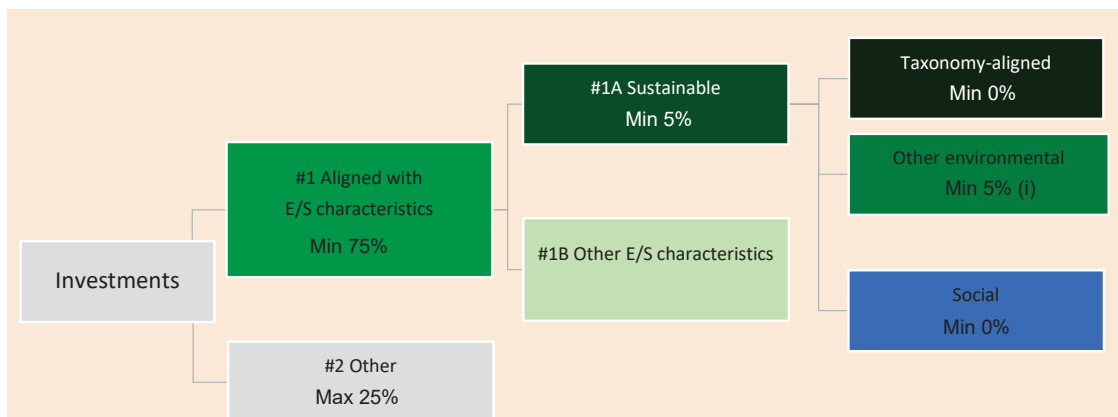 Investments
#1 Aligned with
E/S characteristics
Min 75%
#2 Other
Max 25%
#1A Sustainable
Min 5%
#1B Other E/S characteristics
Taxonomy-aligned
Min 0%
Other environmental
Min 5% (i)
Social
Min 0%